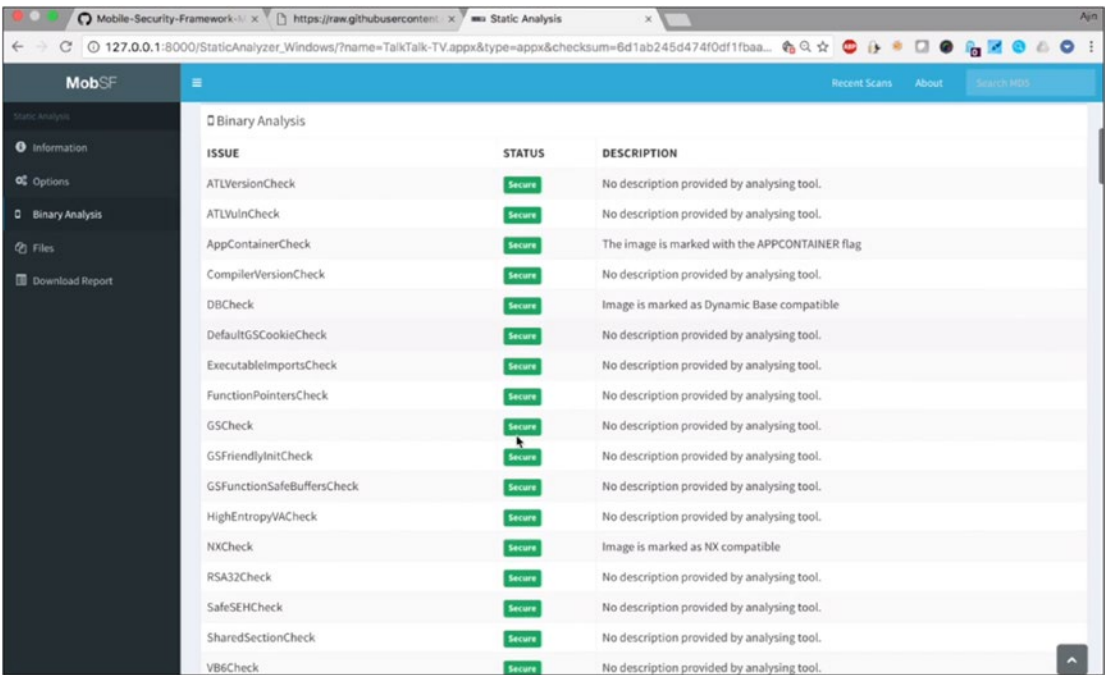 Mobile-Security-Framework-M
https://raw.githubusercontent.
Static Analysis
Ajin
127.0.0.1:8000/StaticAnalyzer_Windows/?name=TalkTalk-TV.appx&type=appx&checksum=6d1ab245d474f0df1fbaa...
MobSF
Recent Scans About Search MD5
Static Analysis
Information
Options
Binary Analysis
Files
Download Report
Binary Analysis
ISSUE STATUS DESCRIPTION
ATLVersionCheck Secure No description provided by analysing tool.
ATLVulnCheck Secure No description provided by analysing tool.
AppContainerCheck Secure The image is marked with the APPCONTAINER flag
CompilerVersionCheck Secure No description provided by analysing tool.
DBCheck Secure Image is marked as Dynamic Base compatible
DefaultGSCookieCheck Secure No description provided by analysing tool.
ExecutableImportsCheck Secure No description provided by analysing tool.
FunctionPointersCheck Secure No description provided by analysing tool.
GSCheck Secure No description provided by analysing tool.
GSFriendlyInitCheck Secure No description provided by analysing tool.
GSFunctionSafeBuffersCheck Secure No description provided by analysing tool.
HighEntropyVACheck Secure No description provided by analysing tool.
NXCheck Secure Image is marked as NX compatible
RSA32Check Secure No description provided by analysing tool.
SafeSEHCheck Secure No description provided by analysing tool.
SharedSectionCheck Secure No description provided by analysing tool.
VB6Check Secure No description provided by analysing tool.